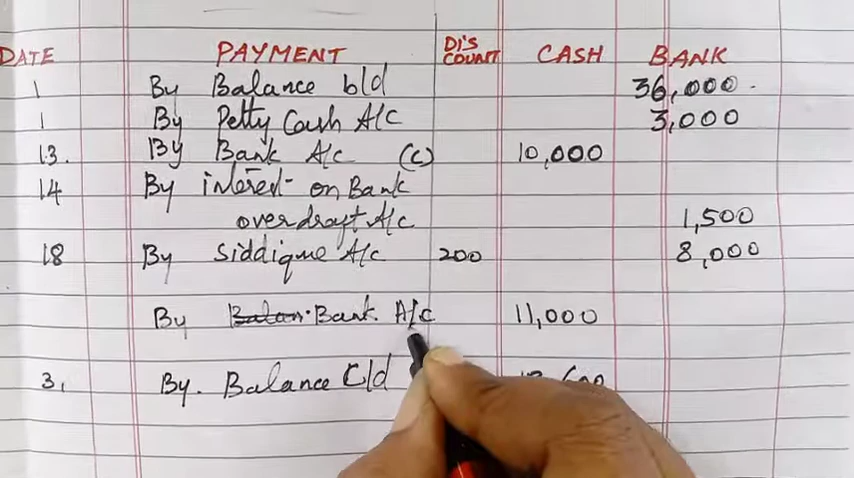 DATE PAYMENT DIS COUNT CASH BANK
1 By Balance b/d 36,000
1 By Petty Cash A/c 3,000
13. By Bank A/c (C) 10,000
14 By interest on Bank
overdraft A/c 1,500
18 By Siddique A/c 200 8,000
By Balan Bank A/c 11,000
31 By. Balance C/d